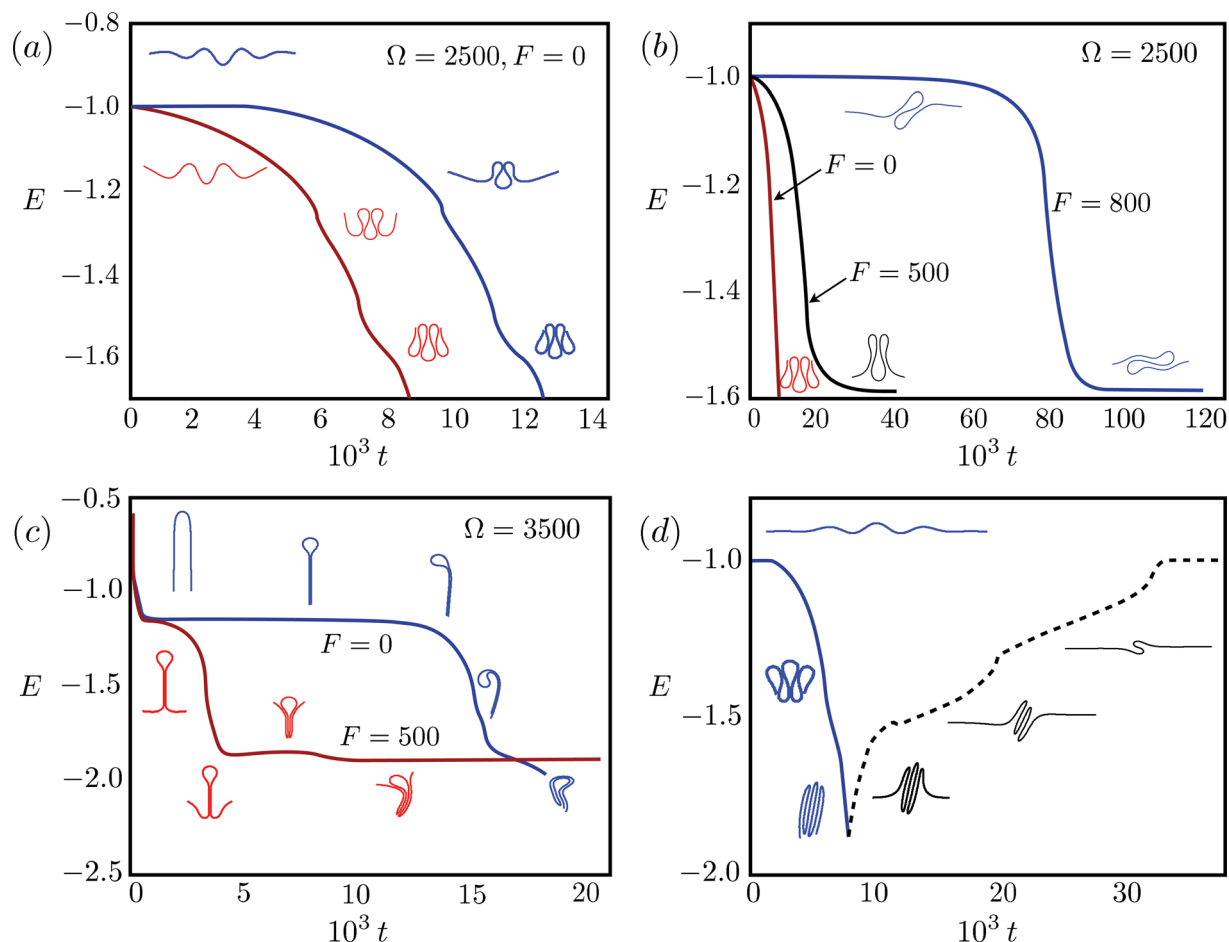 (a)
Ω = 2500, F = 0
−0.8
−1.0
−1.2
−1.4
−1.6
E
0 2 4 6 8 10 12 14
10³ t
(b)
Ω = 2500
−1.0
−1.2
−1.4
−1.6
E
F = 0
F = 800
F = 500
0 20 40 60 80 100 120
10³ t
(c)
Ω = 3500
−0.5
−1.0
−1.5
−2.0
−2.5
E
F = 0
F = 500
0 5 10 15 20
10³ t
(d)
−1.0
−1.5
−2.0
E
0 10 20 30
10³ t